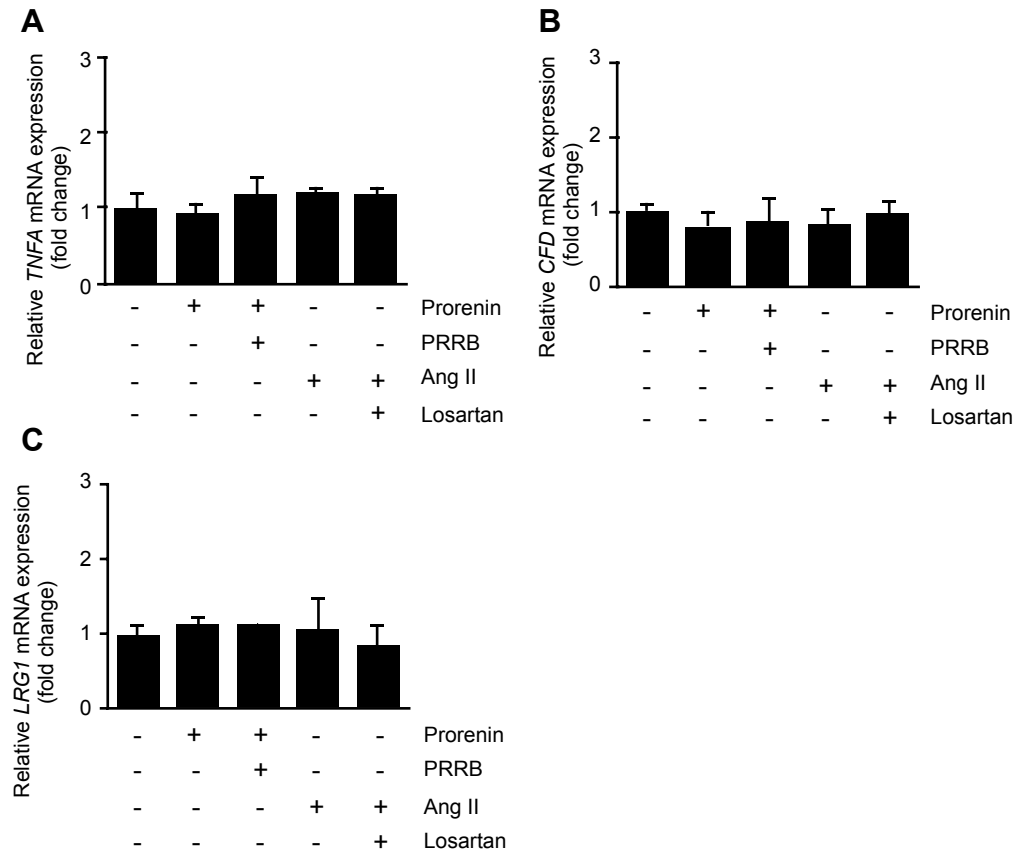 A
Relative TNFA mRNA expression
(fold change)
3
2
1
0
- + + - - Prorenin
- - + - - PRRB
- - - + + Ang II
- - - - + Losartan
B
Relative CFD mRNA expression
(fold change)
3
2
1
0
- + + - - Prorenin
- - + - - PRRB
- - - + + Ang II
- - - - + Losartan
C
Relative LRG1 mRNA expression
(fold change)
3
2
1
0
- + + - - Prorenin
- - + - - PRRB
- - - + + Ang II
- - - - + Losartan